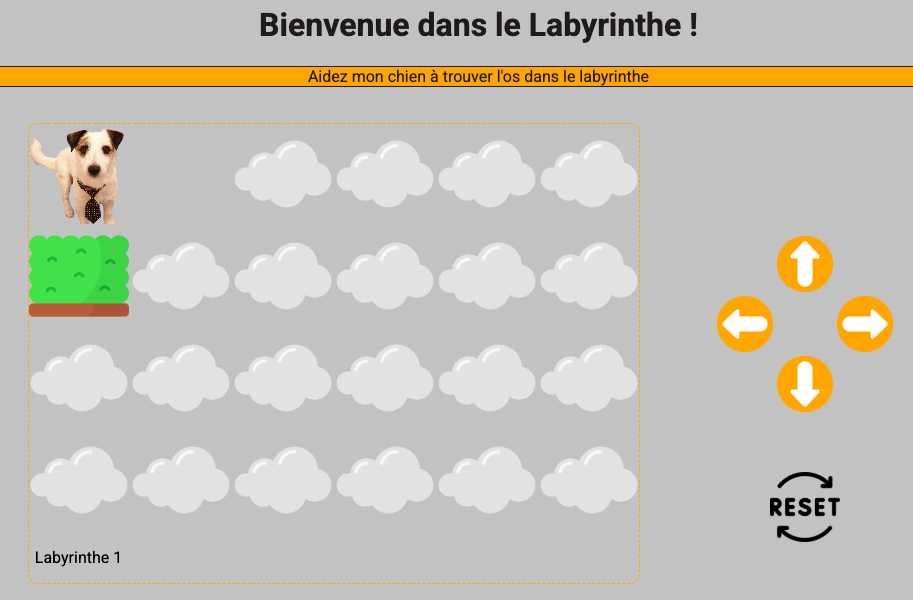 Bienvenue dans le Labyrinthe !
Aidez mon chien à trouver l'os dans le labyrinthe
RESET
Labyrinthe 1